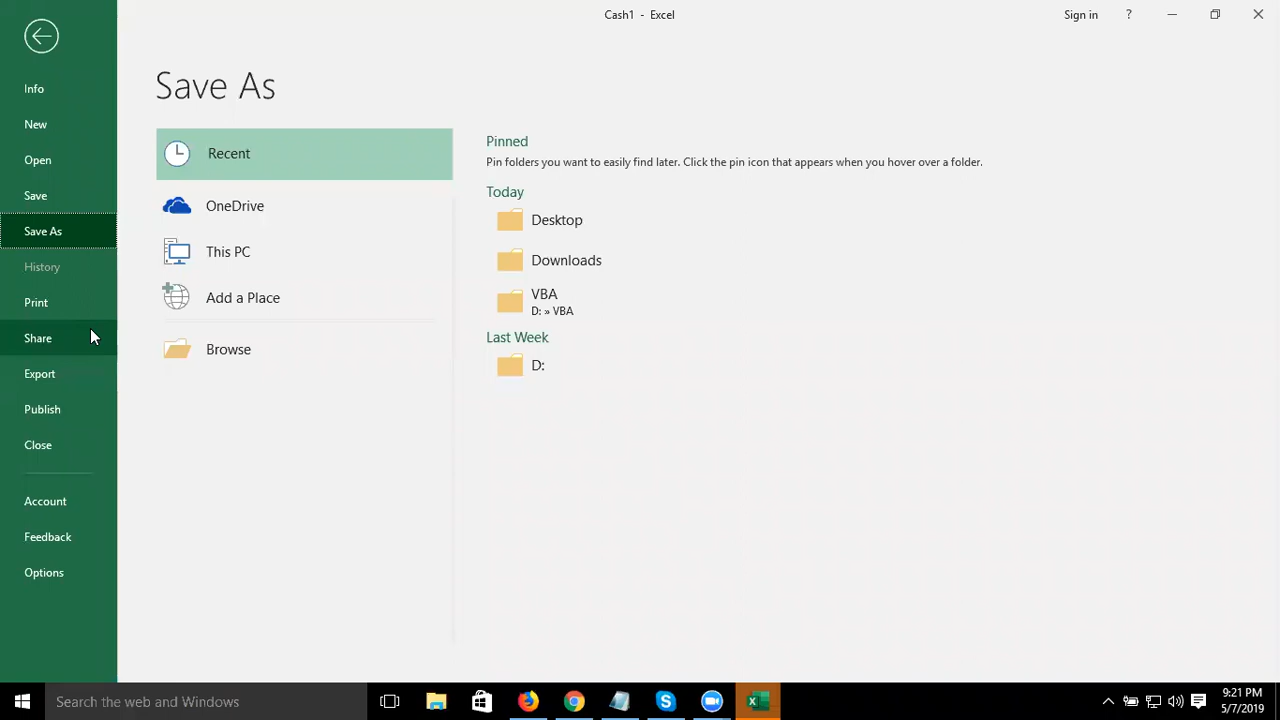 Cash1 - Excel
Sign in
?
Info
New
Open
Save
Save As
History
Print
Share
Export
Publish
Close
Account
Feedback
Options
Save As
Recent
OneDrive
This PC
Add a Place
Browse
Pinned
Pin folders you want to easily find later. Click the pin icon that appears when you hover over a folder.
Today
Desktop
Downloads
VBA
D: » VBA
Last Week
D:
Search the web and Windows
9:21 PM
5/7/2019